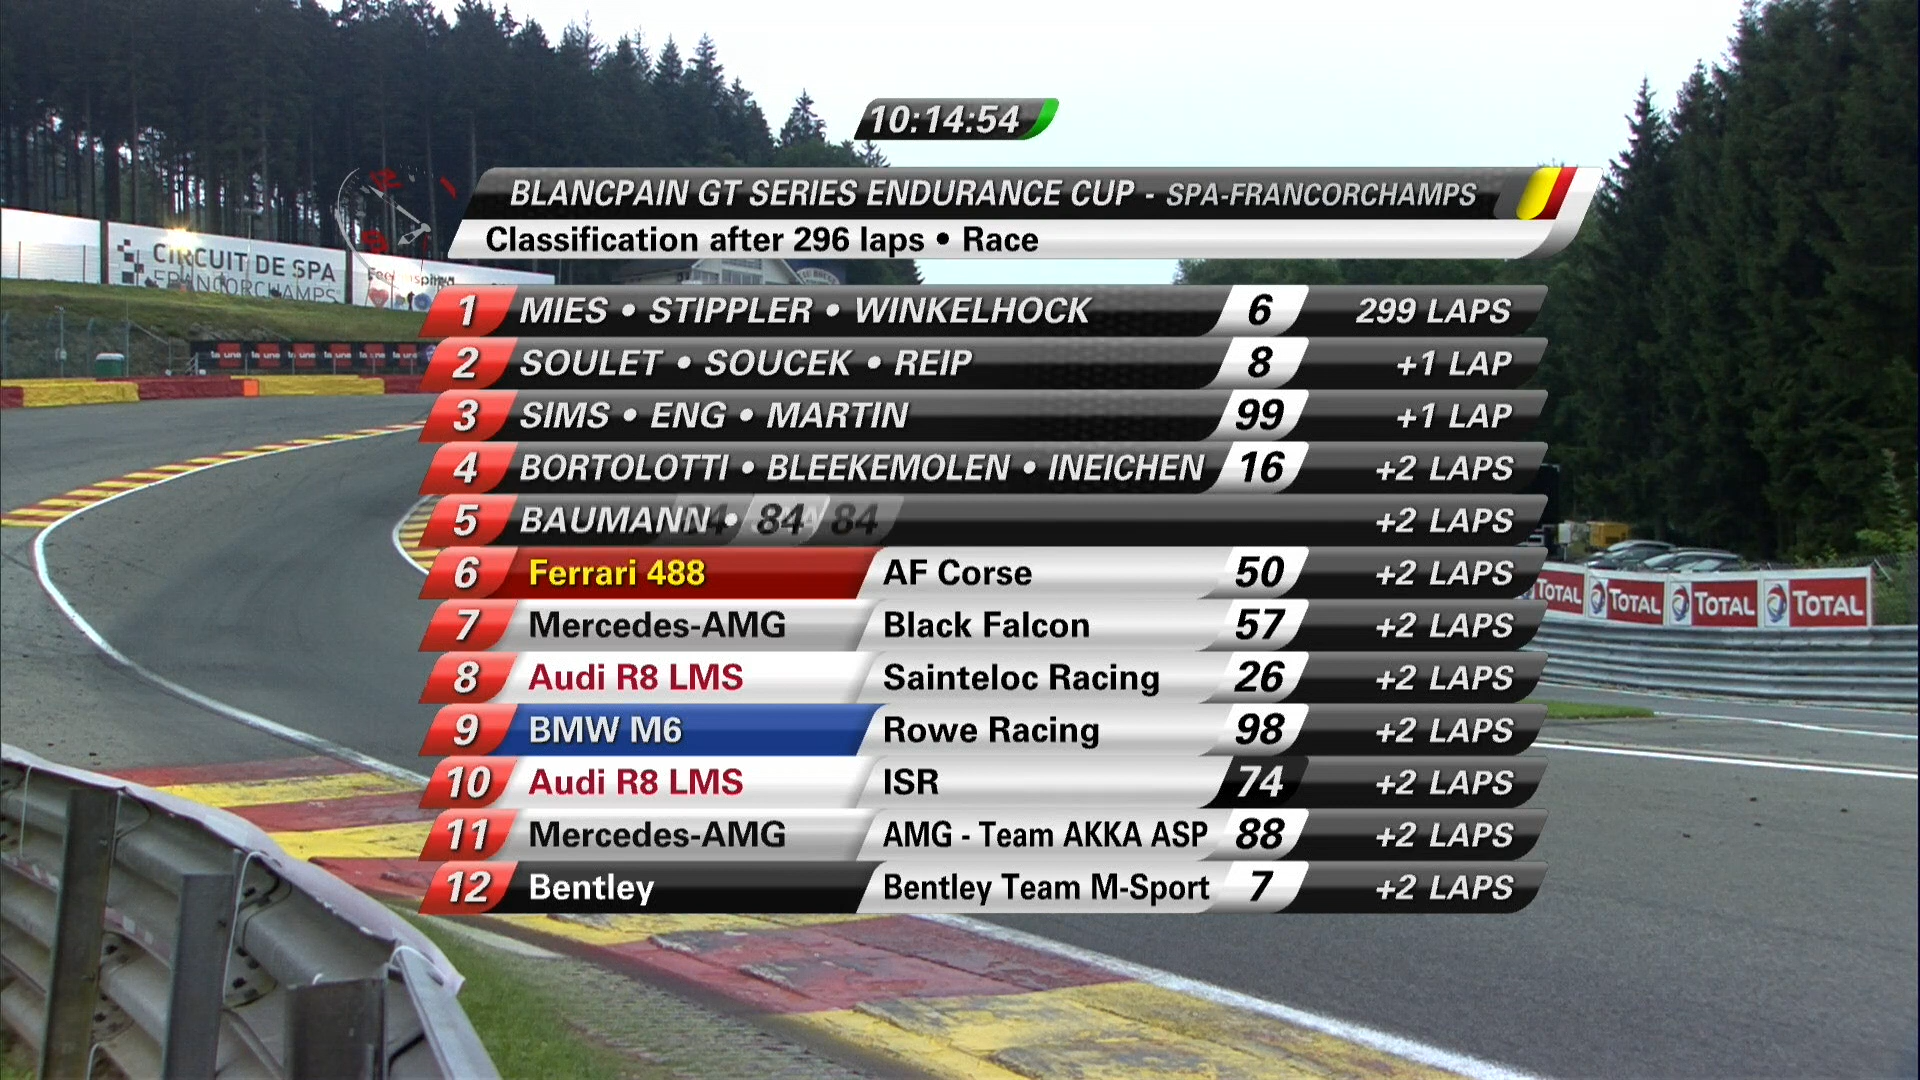 10:14:54
BLANCPAIN GT SERIES ENDURANCE CUP - SPA-FRANCORCHAMPS
Classification after 296 laps • Race
CIRCUIT DE SPA
FRANCORCHAMPS
1 MIES • STIPPLER • WINKELHOCK 6 299 LAPS
2 SOULET • SOUCEK • REIP 8 +1 LAP
3 SIMS • ENG • MARTIN 99 +1 LAP
4 BORTOLOTTI • BLEEKEMOLEN • INEICHEN 16 +2 LAPS
5 BAUMANN • 84 84 +2 LAPS
6 Ferrari 488 AF Corse 50 +2 LAPS
7 Mercedes-AMG Black Falcon 57 +2 LAPS
8 Audi R8 LMS Sainteloc Racing 26 +2 LAPS
9 BMW M6 Rowe Racing 98 +2 LAPS
10 Audi R8 LMS ISR 74 +2 LAPS
11 Mercedes-AMG AMG - Team AKKA ASP 88 +2 LAPS
12 Bentley Bentley Team M-Sport 7 +2 LAPS
TOTAL TOTAL TOTAL TOTAL